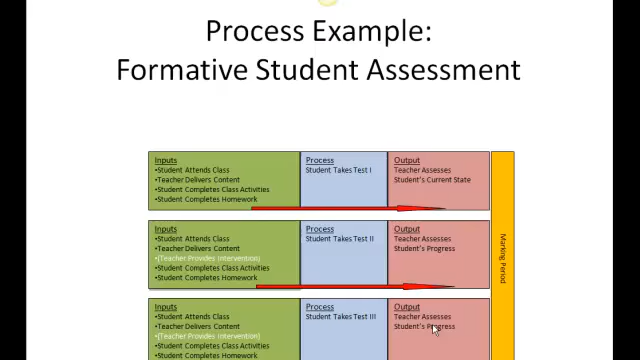 Process Example:
Formative Student Assessment
Inputs
•Student Attends Class
•Teacher Delivers Content
•Student Completes Class Activities
•Student Completes Homework
Process
Student Takes Test I
Output
Teacher Assesses
Student's Current State
Inputs
•Student Attends Class
•Teacher Delivers Content
•(Teacher Provides Intervention)
•Student Completes Class Activities
•Student Completes Homework
Process
Student Takes Test II
Output
Teacher Assesses
Student's Progress
Inputs
•Student Attends Class
•Teacher Delivers Content
•(Teacher Provides Intervention)
•Student Completes Class Activities
•Student Completes Homework
Process
Student Takes Test III
Output
Teacher Assesses
Student's Progress
Marking Period